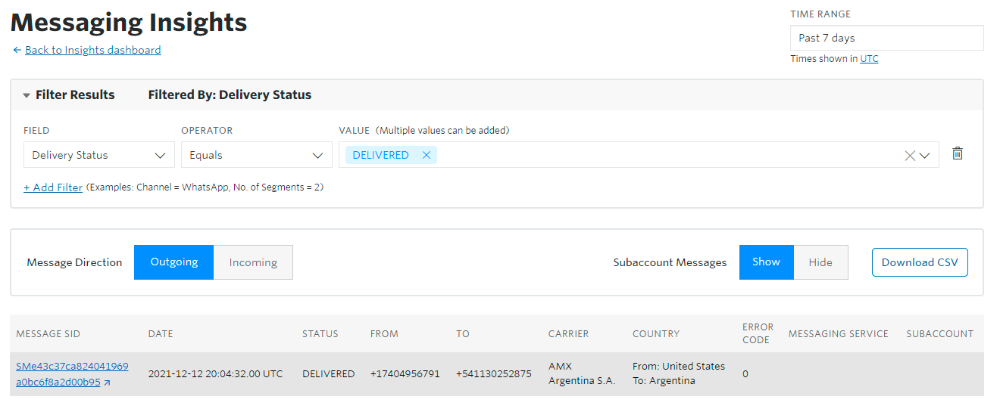 Messaging Insights
TIME RANGE
← Back to Insights dashboard
Past 7 days
Times shown in UTC
Filter Results Filtered By: Delivery Status
FIELD OPERATOR VALUE (Multiple values can be added)
Delivery Status Equals DELIVERED
+ Add Filter (Examples: Channel = WhatsApp, No. of Segments = 2)
Message Direction Outgoing Incoming Subaccount Messages Show Hide Download CSV
MESSAGE SID DATE STATUS FROM TO CARRIER COUNTRY ERROR CODE MESSAGING SERVICE SUBACCOUNT
SMe43c37ca824041969
a0bc6f8a2d00b95 ↗
2021-12-12 20:04:32.00 UTC DELIVERED +17404956791 +541130252875
AMX
Argentina S.A.
From: United States
To: Argentina
0